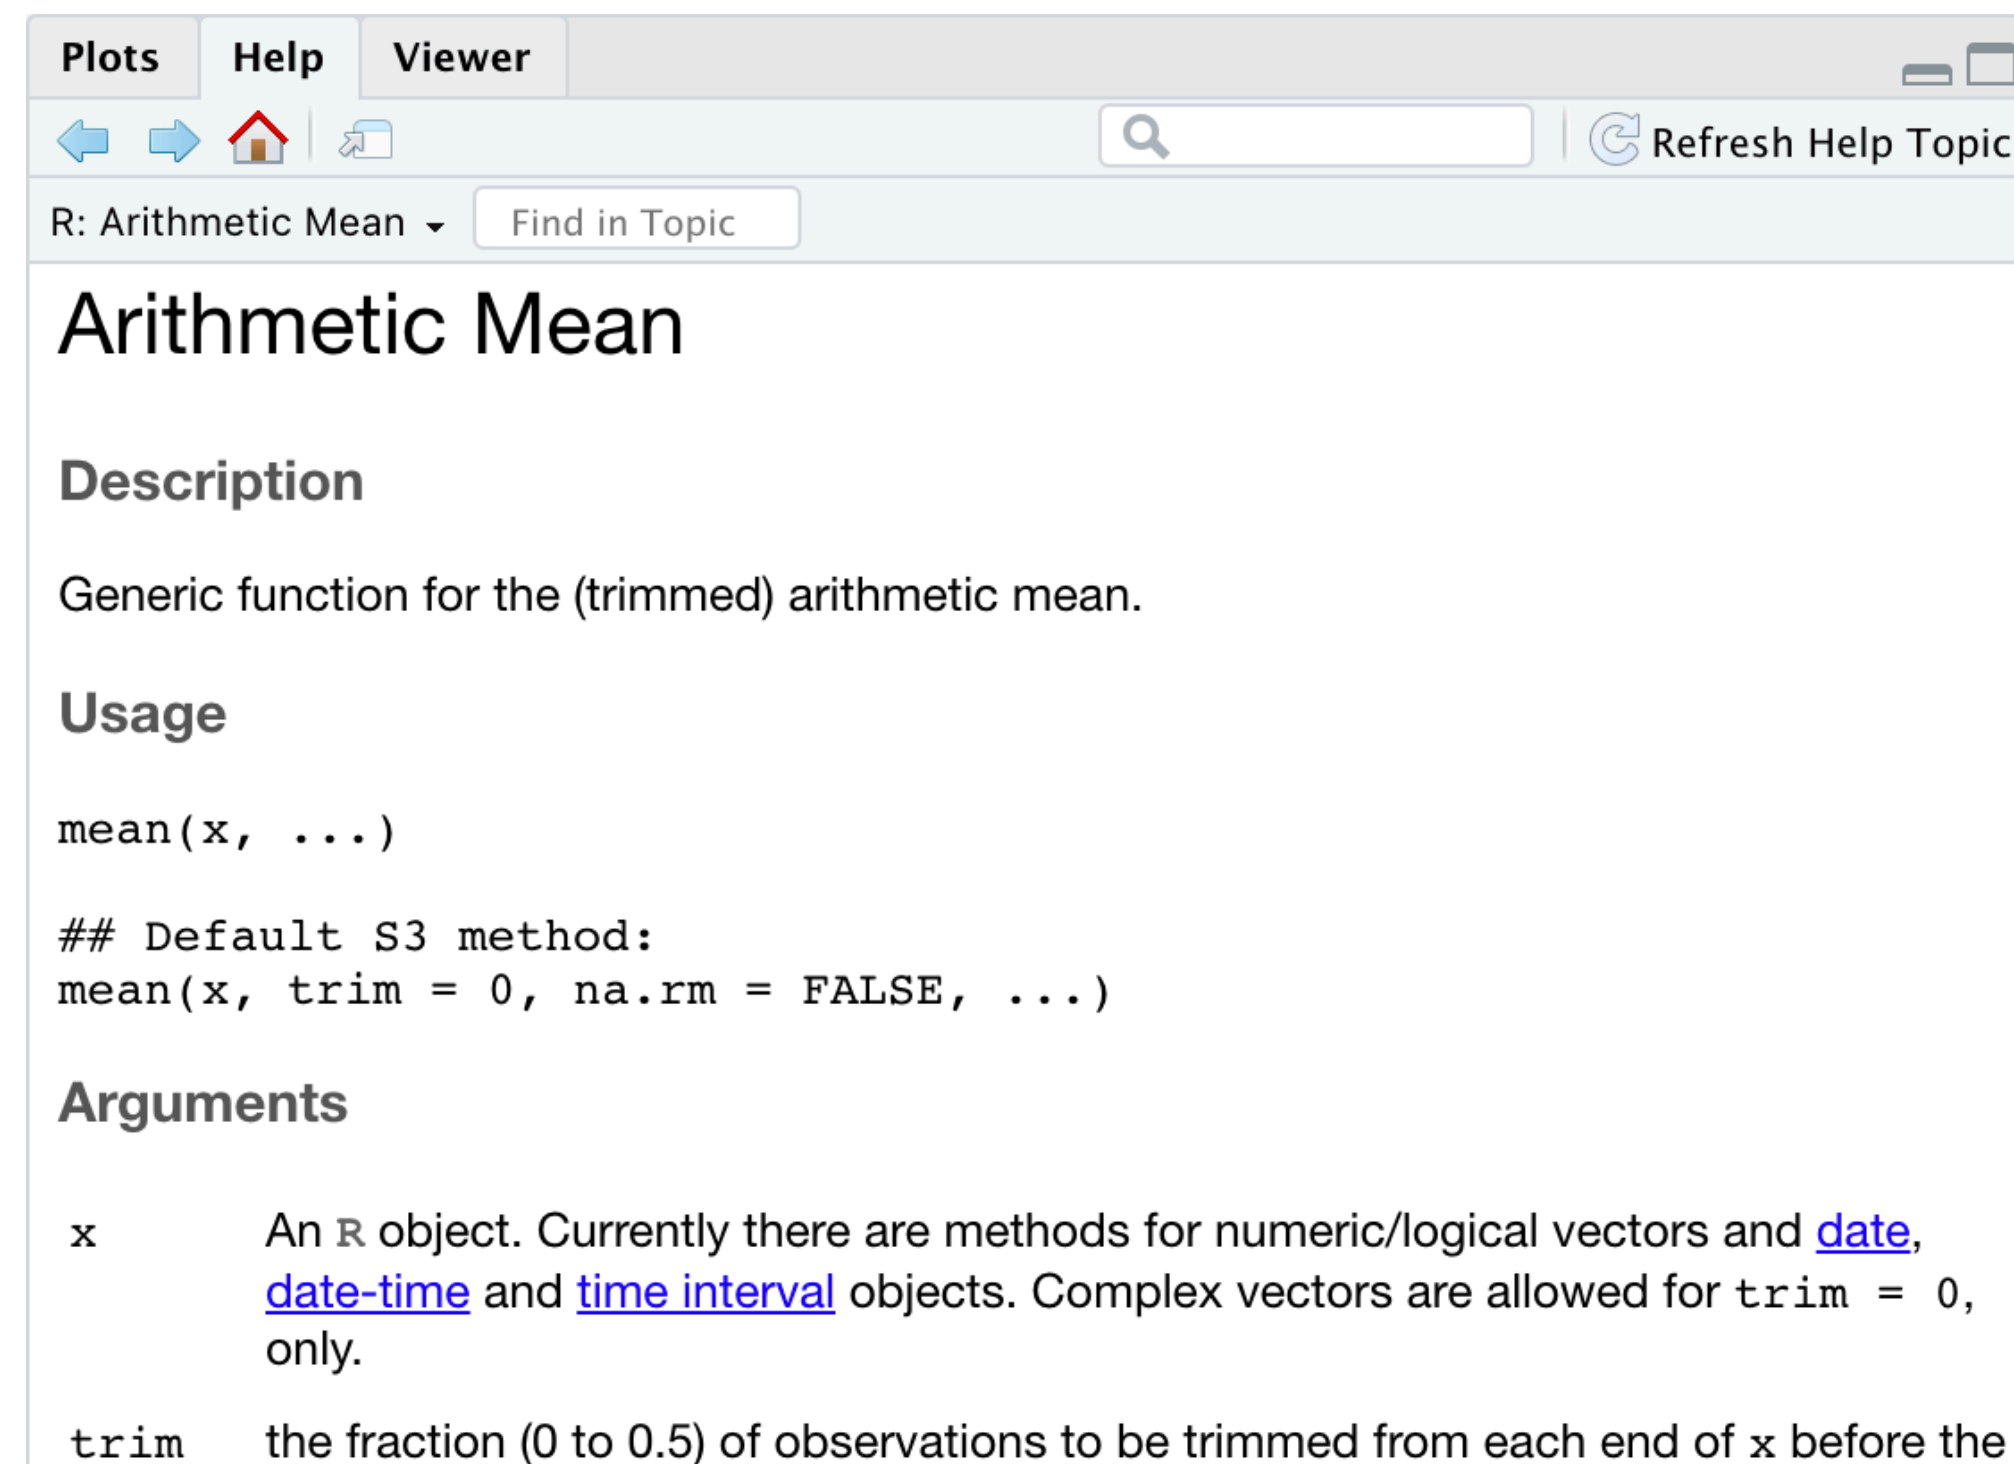 Plots Help Viewer
Refresh Help Topic
R: Arithmetic Mean Find in Topic
Arithmetic Mean
Description
Generic function for the (trimmed) arithmetic mean.
Usage
mean(x, ...)
## Default S3 method:
mean(x, trim = 0, na.rm = FALSE, ...)
Arguments
x An R object. Currently there are methods for numeric/logical vectors and date,
date-time and time interval objects. Complex vectors are allowed for trim = 0,
only.
trim the fraction (0 to 0.5) of observations to be trimmed from each end of x before the